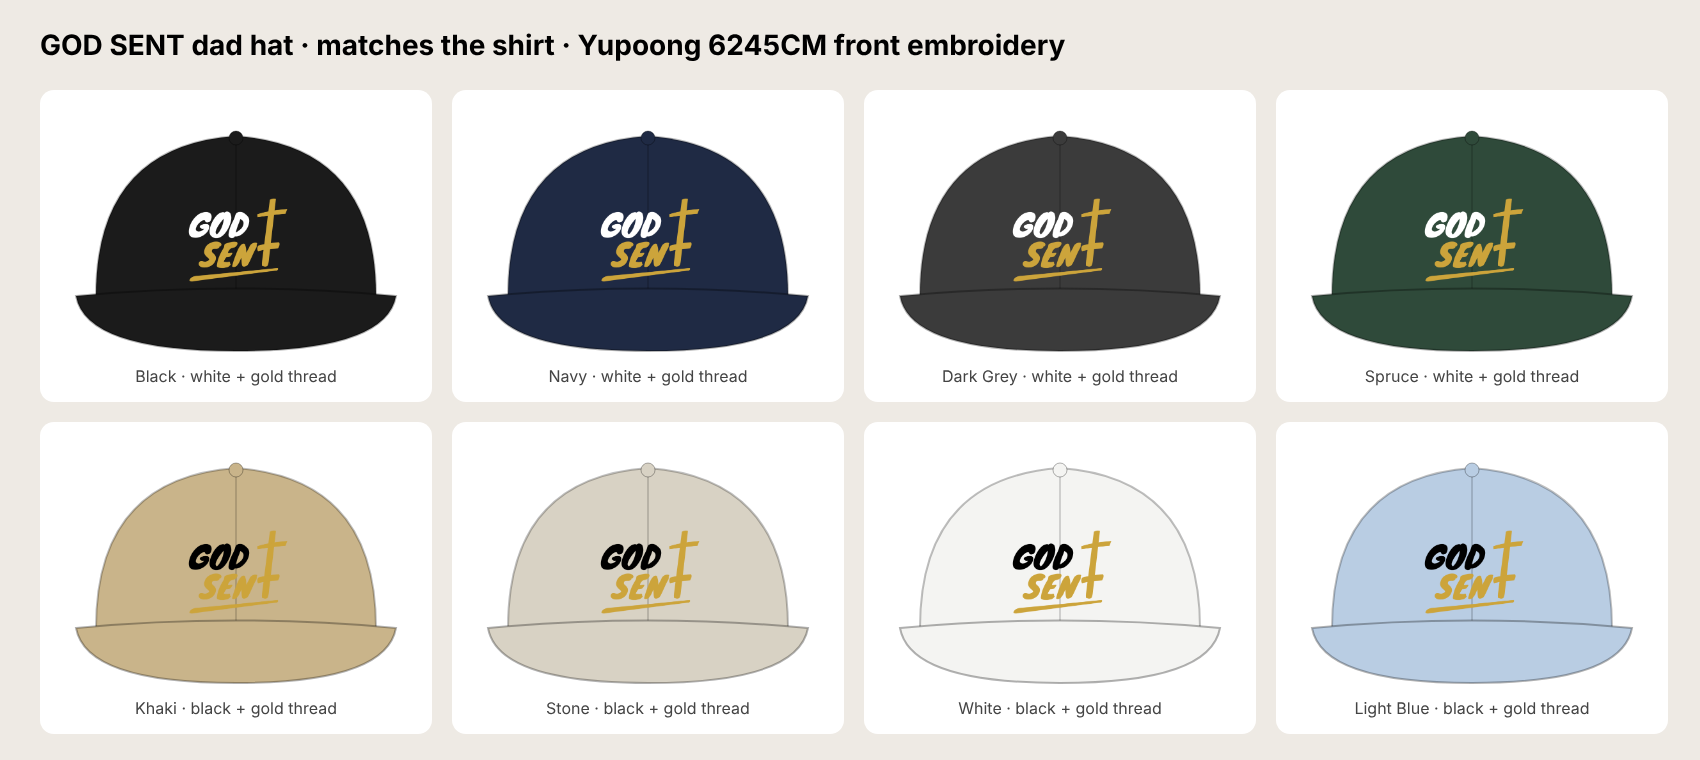 GOD SENT dad hat · matches the shirt · Yupoong 6245CM front embroidery
GOD
SENT
Black · white + gold thread
GOD
SENT
Navy · white + gold thread
GOD
SENT
Dark Grey · white + gold thread
GOD
SENT
Spruce · white + gold thread
GOD
SENT
Khaki · black + gold thread
GOD
SENT
Stone · black + gold thread
GOD
SENT
White · black + gold thread
GOD
SENT
Light Blue · black + gold thread